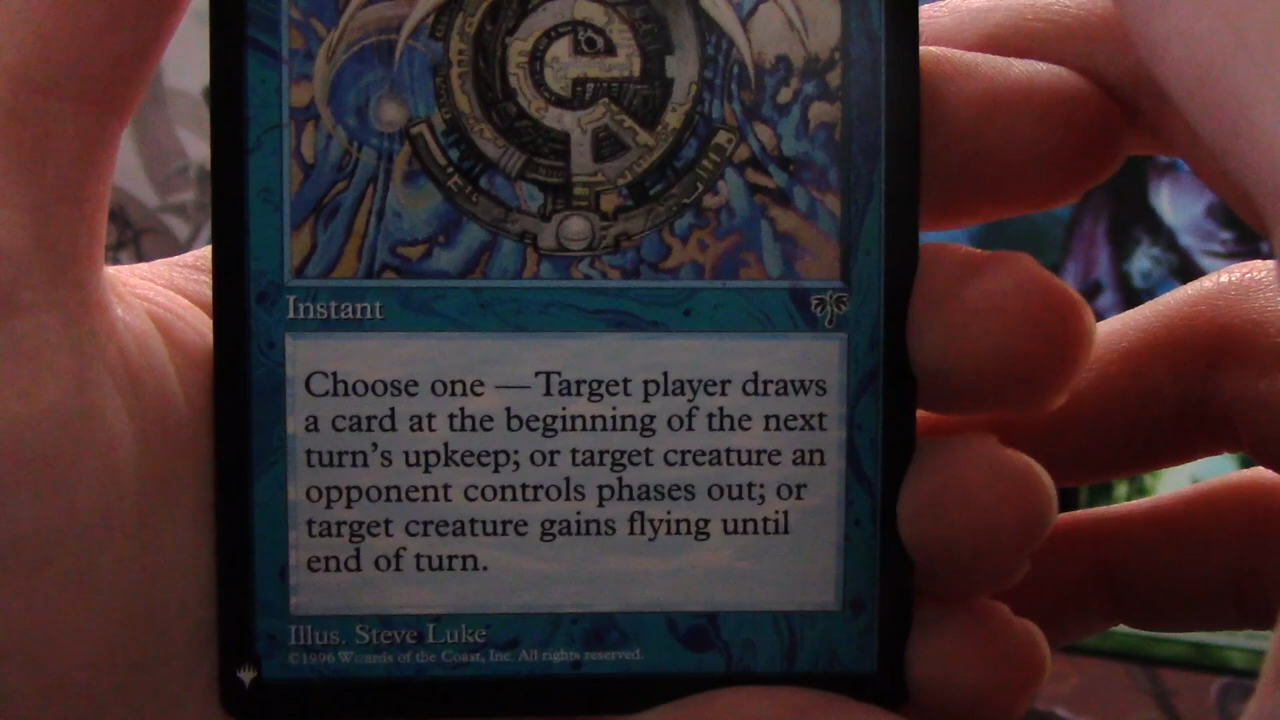 Instant
Choose one — Target player draws
a card at the beginning of the next
turn's upkeep; or target creature an
opponent controls phases out; or
target creature gains flying until
end of turn.
Illus. Steve Luke
©1996 Wizards of the Coast, Inc. All rights reserved.